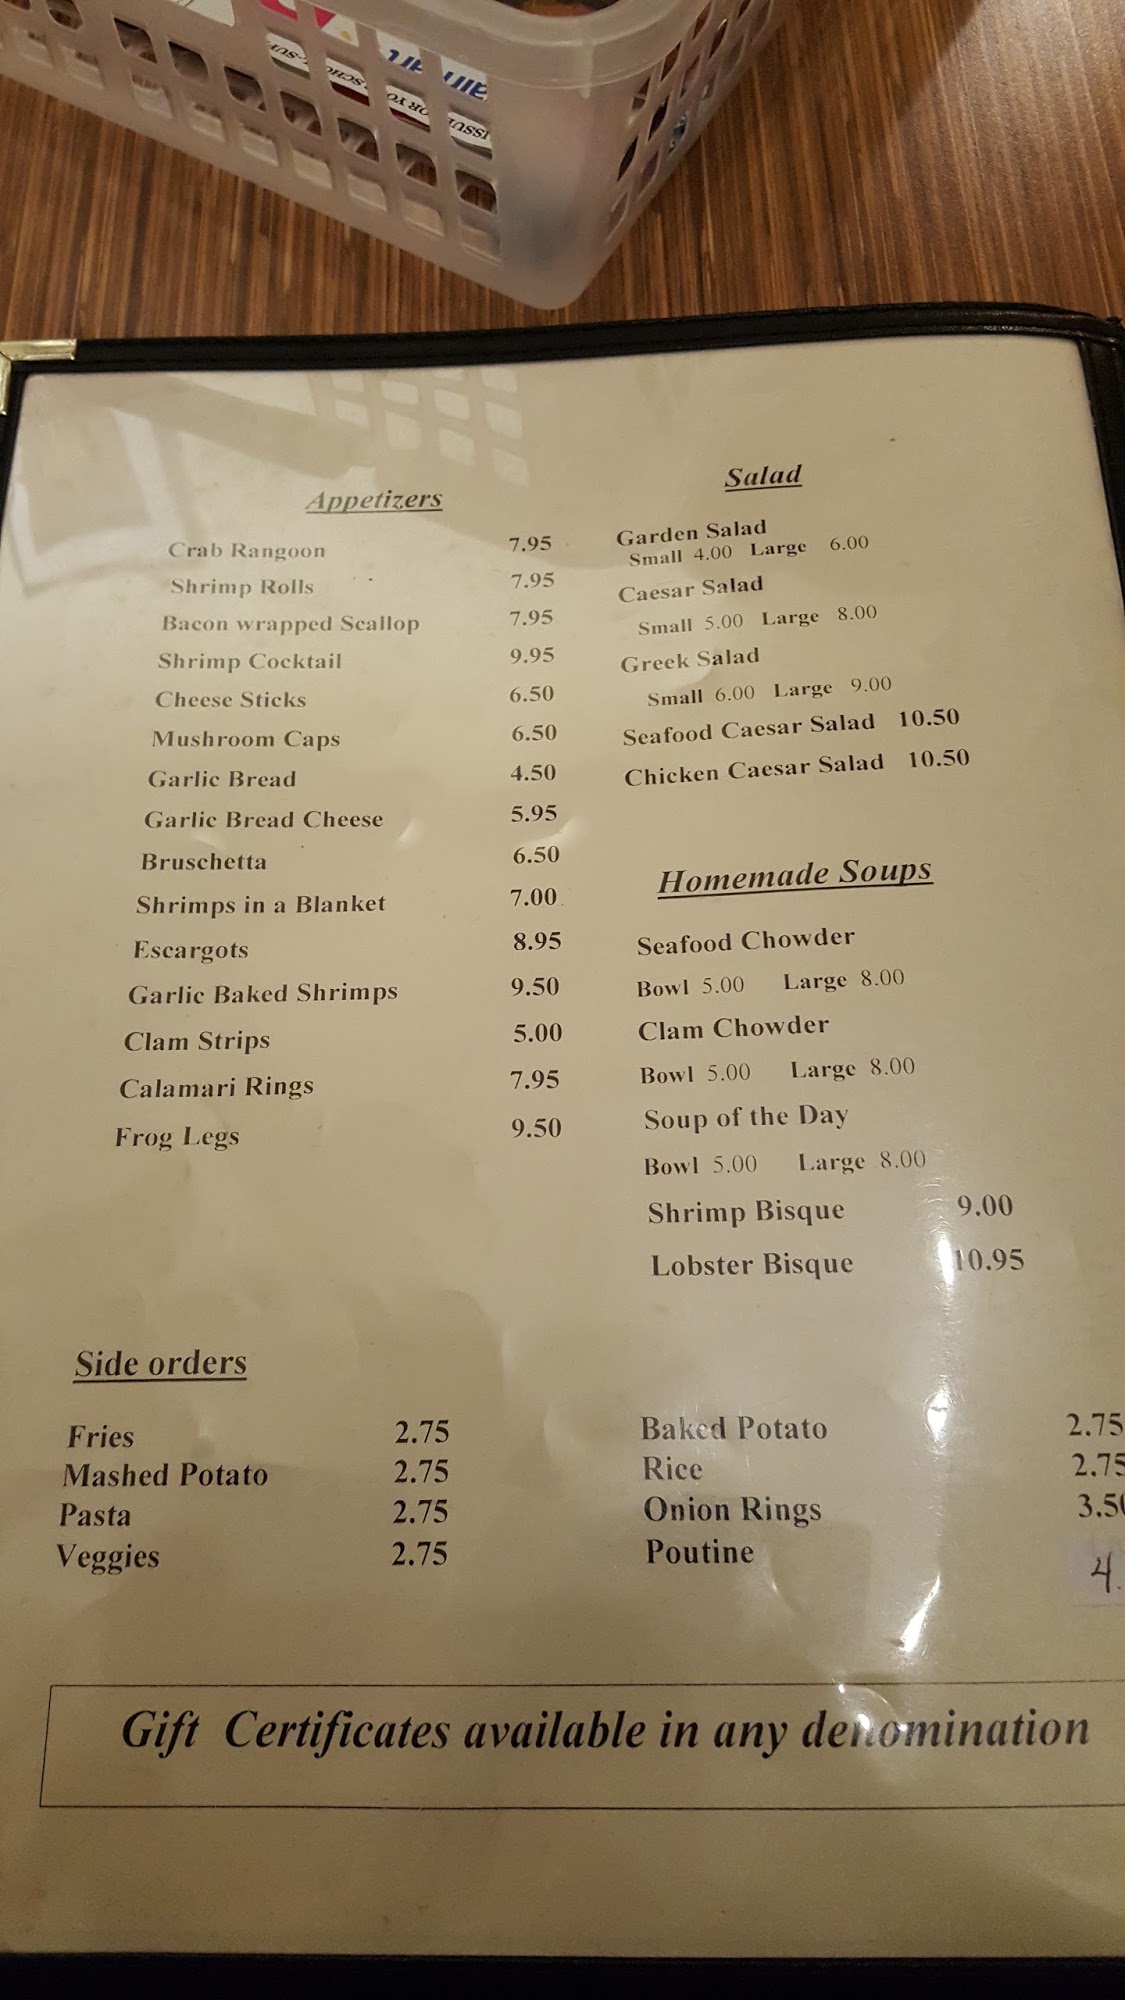 Appetizers
Crab Rangoon 7.95
Shrimp Rolls 7.95
Bacon wrapped Scallop 7.95
Shrimp Cocktail 9.95
Cheese Sticks 6.50
Mushroom Caps 6.50
Garlic Bread 4.50
Garlic Bread Cheese 5.95
Bruschetta 6.50
Shrimps in a Blanket 7.00
Escargots 8.95
Garlic Baked Shrimps 9.50
Clam Strips 5.00
Calamari Rings 7.95
Frog Legs 9.50
Salad
Garden Salad
Small 4.00 Large 6.00
Caesar Salad
Small 5.00 Large 8.00
Greek Salad
Small 6.00 Large 9.00
Seafood Caesar Salad 10.50
Chicken Caesar Salad 10.50
Homemade Soups
Seafood Chowder
Bowl 5.00 Large 8.00
Clam Chowder
Bowl 5.00 Large 8.00
Soup of the Day
Bowl 5.00 Large 8.00
Shrimp Bisque 9.00
Lobster Bisque 10.95
Side orders
Fries 2.75
Mashed Potato 2.75
Pasta 2.75
Veggies 2.75
Baked Potato 2.75
Rice 2.75
Onion Rings 3.50
Poutine 4.
Gift Certificates available in any denomination